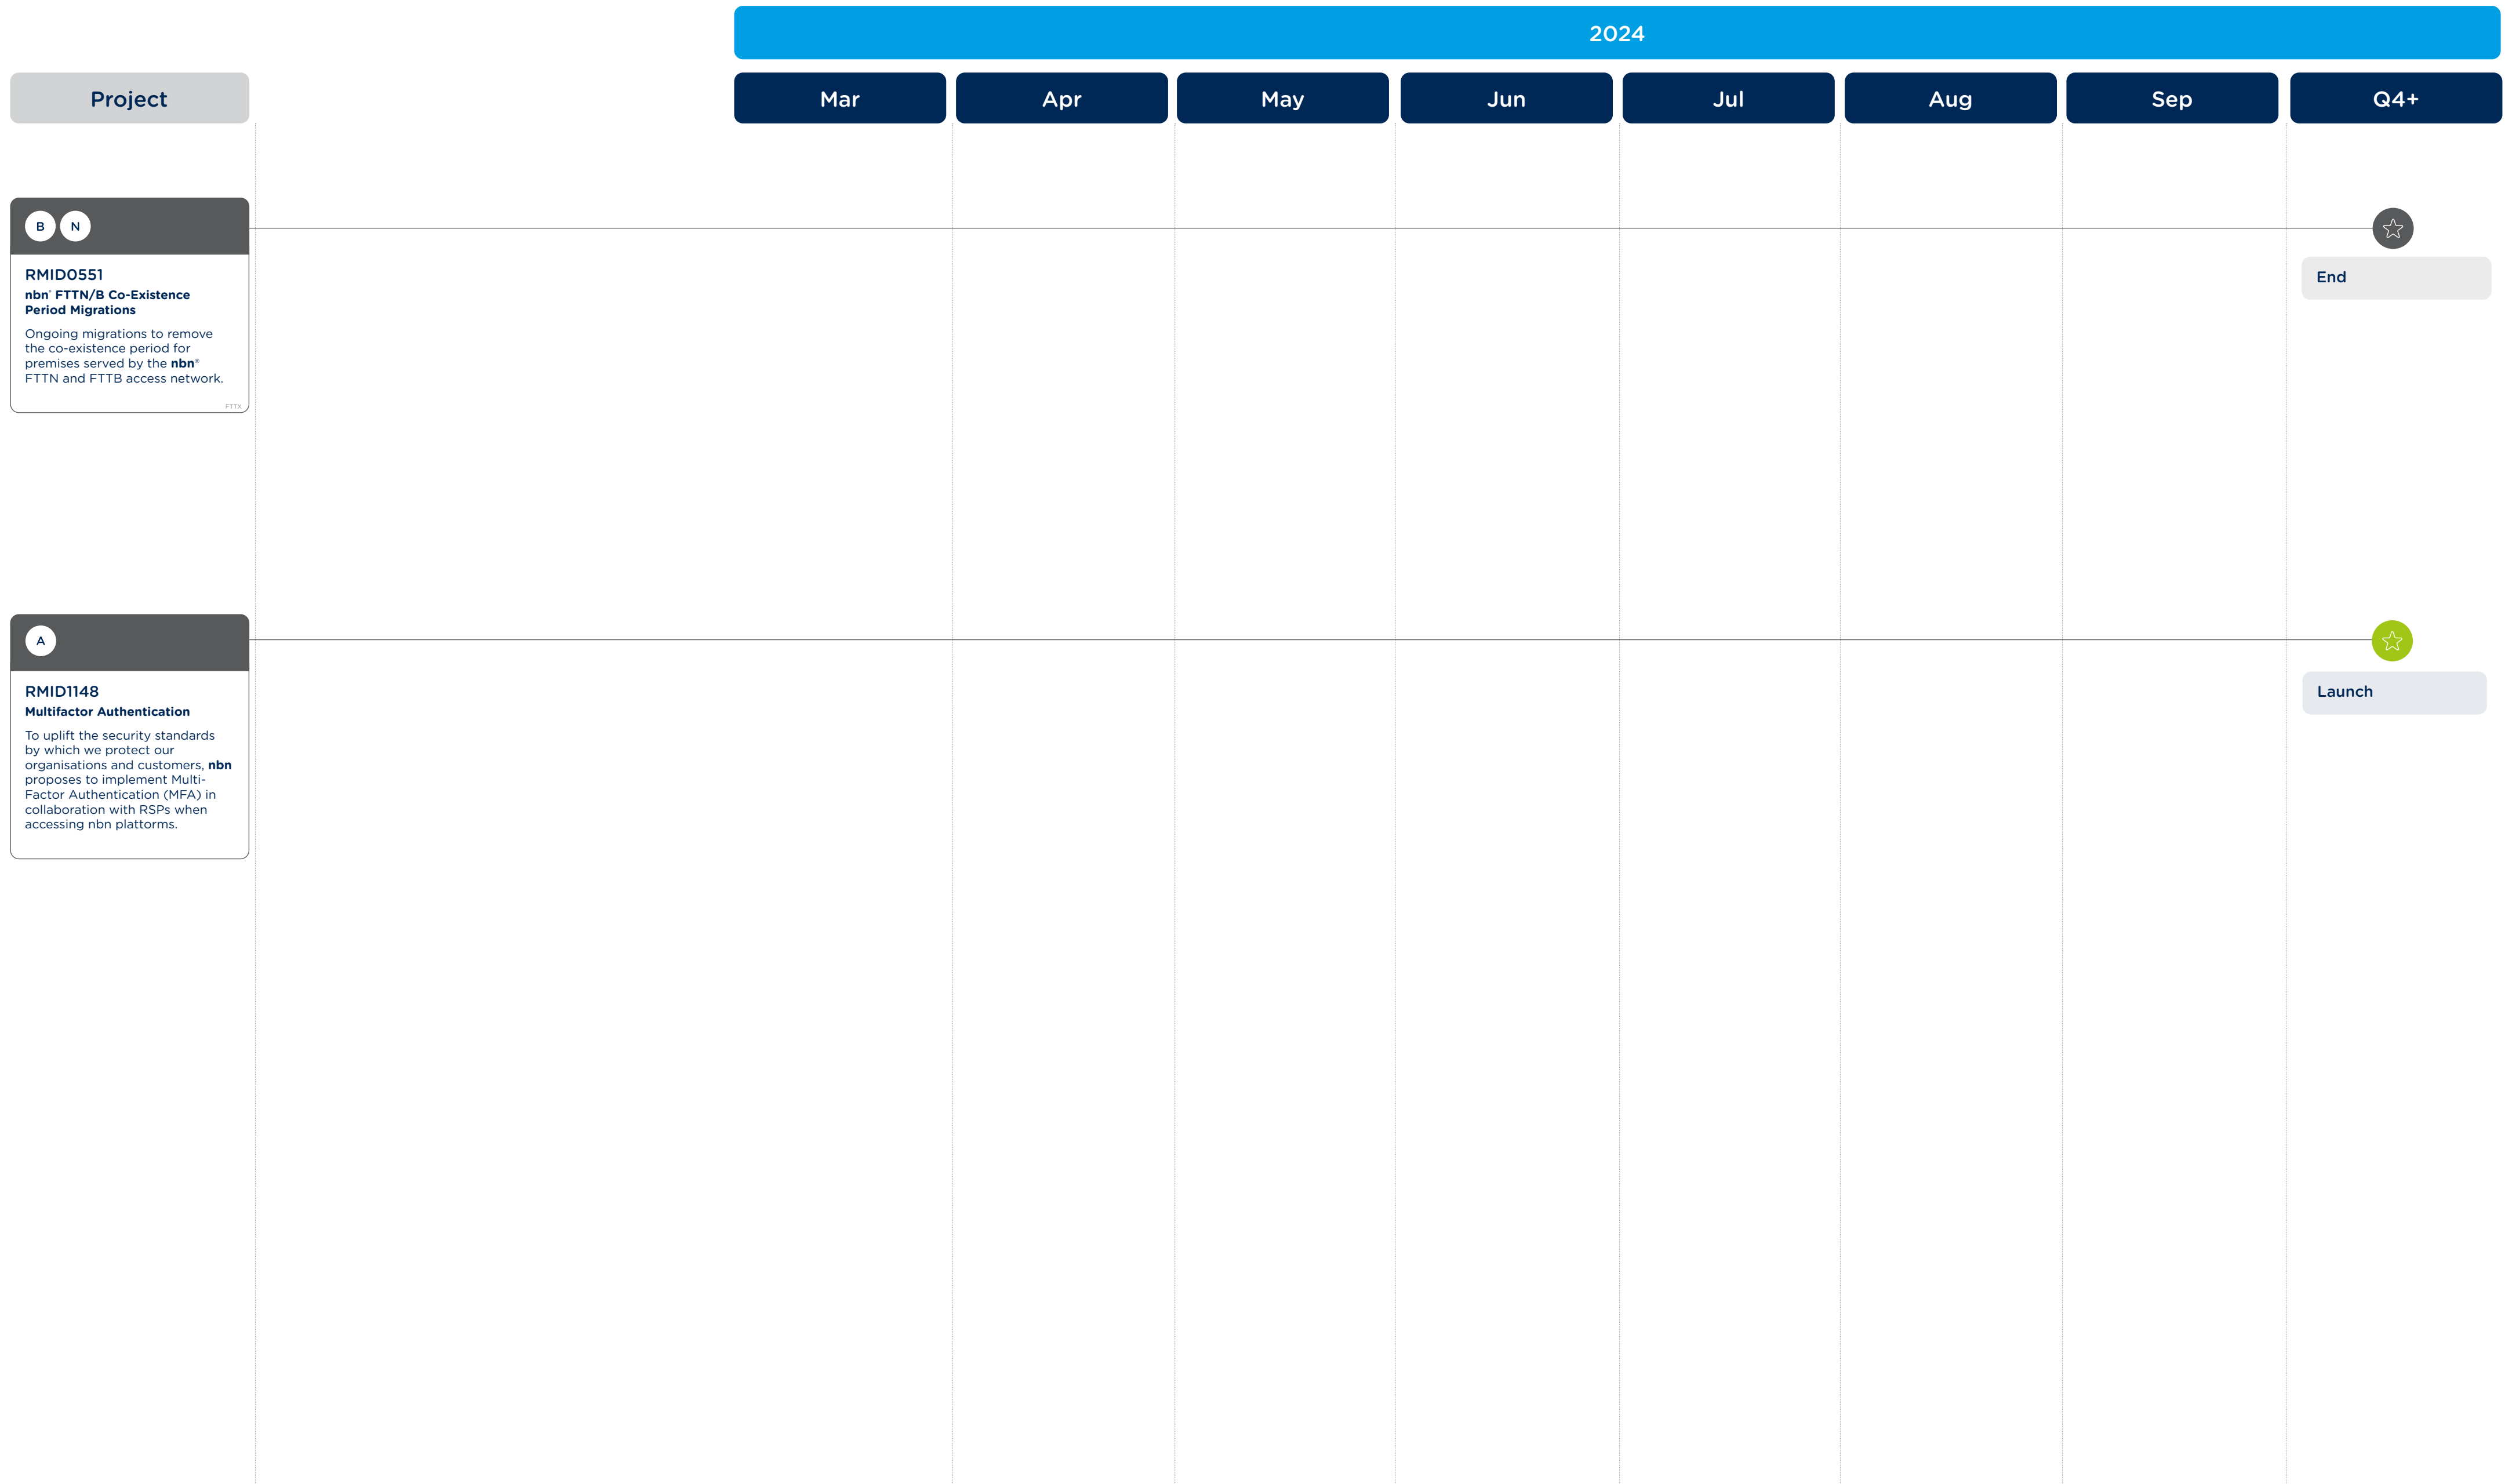 2024
Project
Mar
Apr
May
Jun
Jul
Aug
Sep
Q4+
B
N
RMID0551
nbn® FTTN/B Co-Existence
Period Migrations
Ongoing migrations to remove
the co-existence period for
premises served by the nbn®
FTTN and FTTB access network.
FTTX
End
A
RMID1148
Multifactor Authentication
To uplift the security standards
by which we protect our
organisations and customers, nbn
proposes to implement Multi-
Factor Authentication (MFA) in
collaboration with RSPs when
accessing nbn plattorms.
Launch